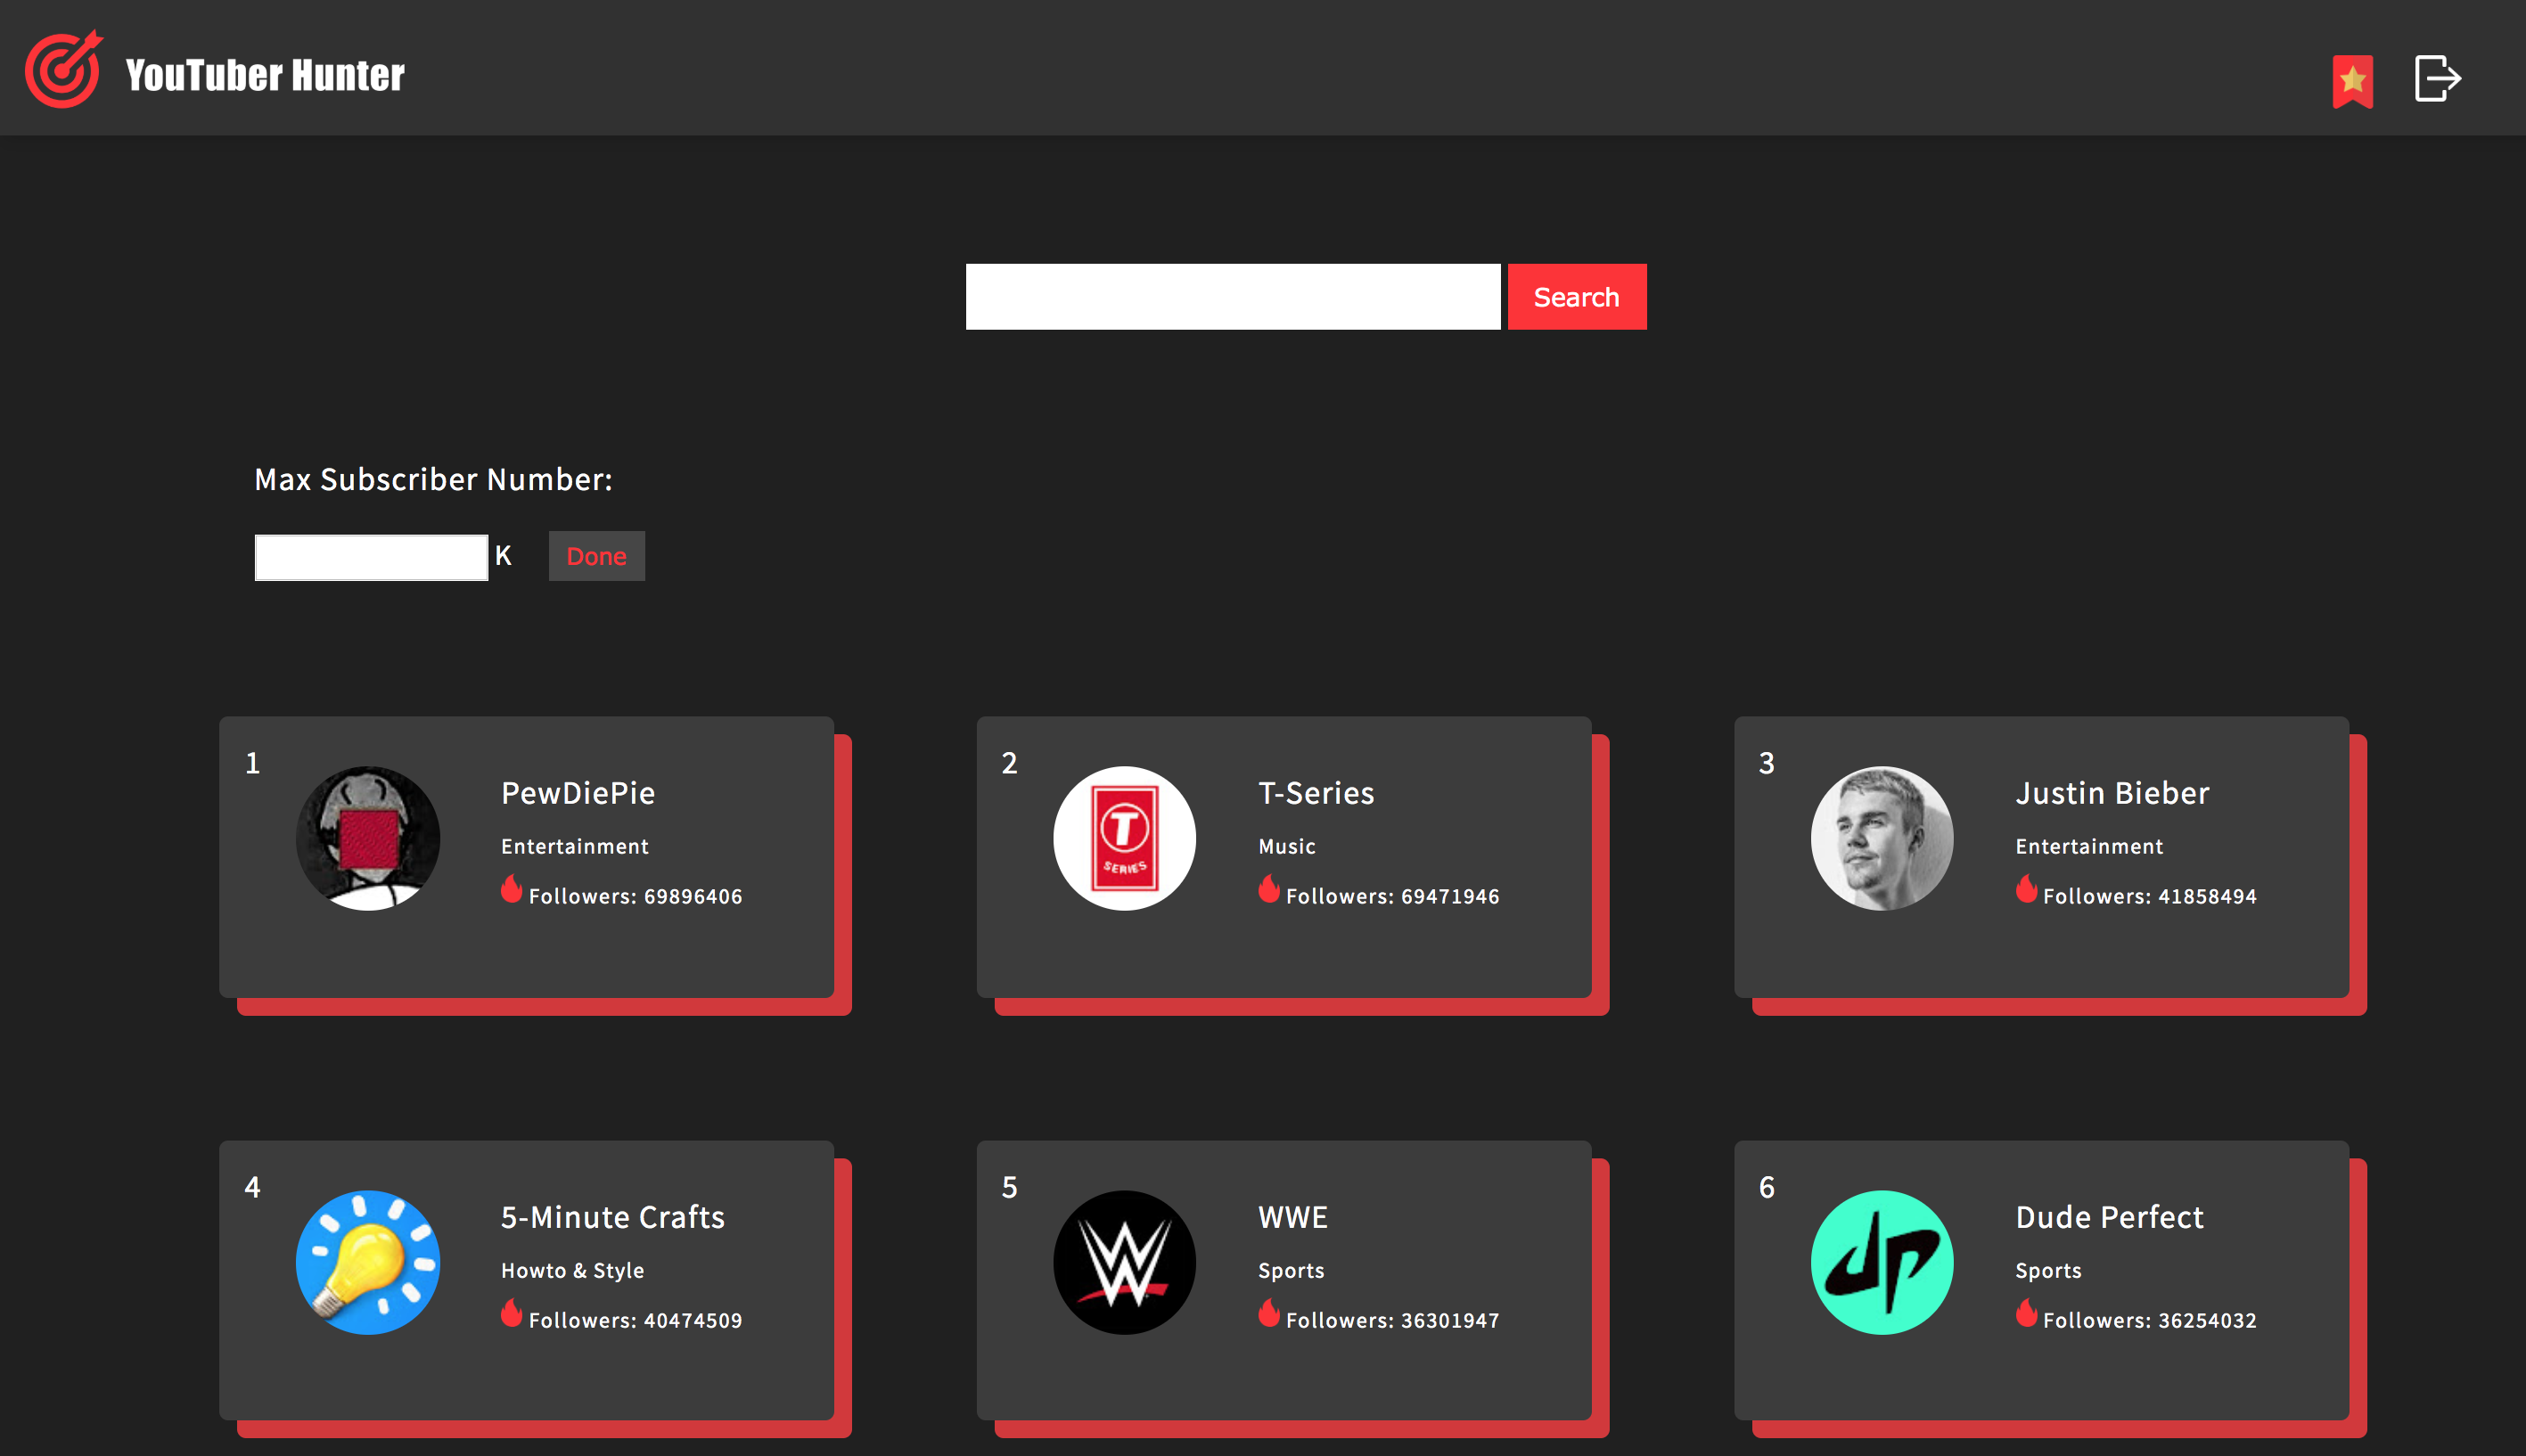 YouTuber Hunter
Search
Max Subscriber Number:
K
Done
1
PewDiePie
Entertainment
Followers: 69896406
2
T
SERIES
T-Series
Music
Followers: 69471946
3
Justin Bieber
Entertainment
Followers: 41858494
4
5-Minute Crafts
Howto & Style
Followers: 40474509
5
W
WWE
Sports
Followers: 36301947
6
dp
Dude Perfect
Sports
Followers: 36254032